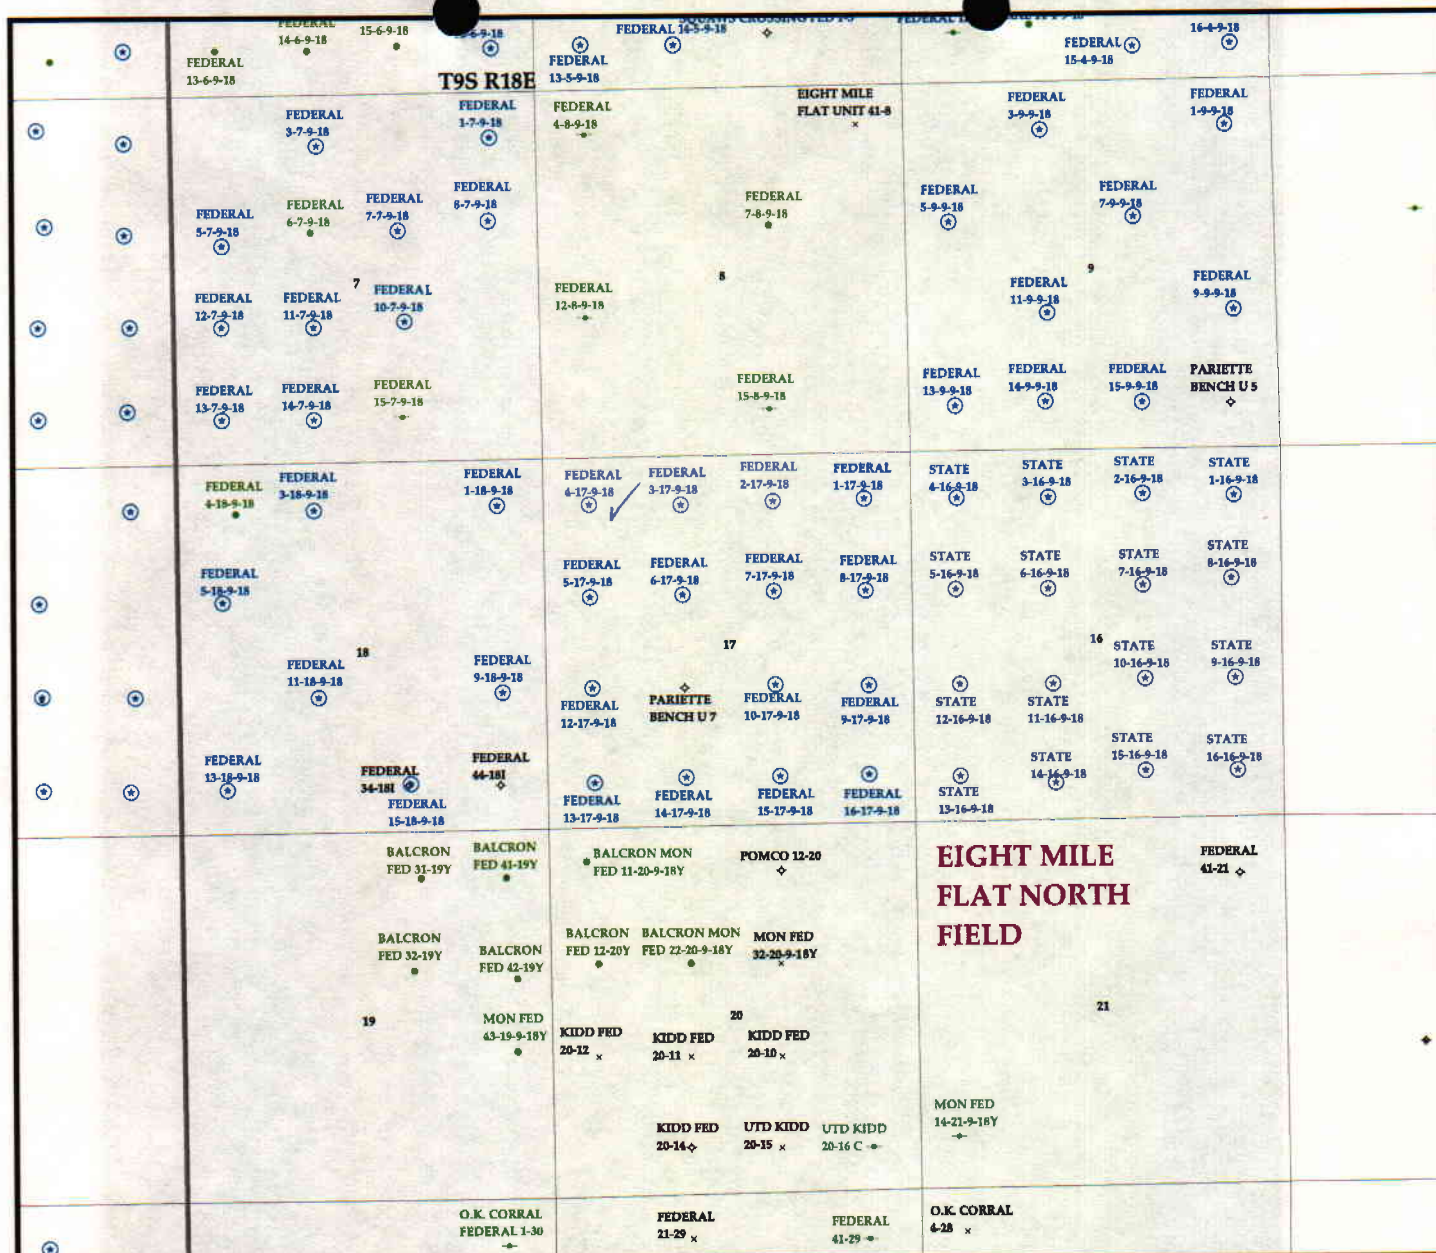 SQUAWS CROSSING FED 1-5
FEDERAL
14-6-9-18
15-6-9-18
FEDERAL 14-5-9-18
16-4-9-18
FEDERAL
13-6-9-18
FEDERAL
13-5-9-18
FEDERAL
15-4-9-18
T9S R18E
FEDERAL
3-7-9-18
FEDERAL
1-7-9-18
FEDERAL
4-8-9-18
EIGHT MILE
FLAT UNIT 41-8
FEDERAL
3-9-9-18
FEDERAL
1-9-9-18
FEDERAL
5-7-9-18
FEDERAL
6-7-9-18
FEDERAL
7-7-9-18
FEDERAL
8-7-9-18
FEDERAL
7-8-9-18
FEDERAL
5-9-9-18
FEDERAL
7-9-9-18
7
8
9
FEDERAL
12-7-9-18
FEDERAL
11-7-9-18
FEDERAL
10-7-9-18
FEDERAL
12-8-9-18
FEDERAL
11-9-9-18
FEDERAL
9-9-9-18
FEDERAL
13-7-9-18
FEDERAL
14-7-9-18
FEDERAL
15-7-9-18
FEDERAL
15-8-9-18
FEDERAL
13-9-9-18
FEDERAL
14-9-9-18
FEDERAL
15-9-9-18
PARIETTE
BENCH U 5
FEDERAL
4-18-9-18
FEDERAL
3-18-9-18
FEDERAL
1-18-9-18
FEDERAL
4-17-9-18
FEDERAL
3-17-9-18
FEDERAL
2-17-9-18
FEDERAL
1-17-9-18
STATE
4-16-9-18
STATE
3-16-9-18
STATE
2-16-9-18
STATE
1-16-9-18
FEDERAL
5-18-9-18
FEDERAL
5-17-9-18
FEDERAL
6-17-9-18
FEDERAL
7-17-9-18
FEDERAL
8-17-9-18
STATE
5-16-9-18
STATE
6-16-9-18
STATE
7-16-9-18
STATE
8-16-9-18
18
17
16
FEDERAL
11-18-9-18
FEDERAL
9-18-9-18
FEDERAL
12-17-9-18
PARIETTE
BENCH U 7
FEDERAL
10-17-9-18
FEDERAL
9-17-9-18
STATE
12-16-9-18
STATE
11-16-9-18
STATE
10-16-9-18
STATE
9-16-9-18
FEDERAL
13-18-9-18
FEDERAL
34-18I
FEDERAL
15-18-9-18
FEDERAL
44-18I
FEDERAL
13-17-9-18
FEDERAL
14-17-9-18
FEDERAL
15-17-9-18
FEDERAL
16-17-9-18
STATE
13-16-9-18
STATE
14-16-9-18
STATE
15-16-9-18
STATE
16-16-9-18
BALCRON
FED 31-19Y
BALCRON
FED 41-19Y
BALCRON MON
FED 11-20-9-18Y
POMCO 12-20
EIGHT MILE
FLAT NORTH
FIELD
FEDERAL
41-21
BALCRON
FED 32-19Y
BALCRON
FED 42-19Y
BALCRON
FED 12-20Y
BALCRON MON
FED 22-20-9-18Y
MON FED
32-20-9-18Y
19
20
21
MON FED
43-19-9-18Y
KIDD FED
20-12
KIDD FED
20-11
KIDD FED
20-10
KIDD FED
20-14
UTD KIDD
20-15
UTD KIDD
20-16 C
MON FED
14-21-9-18Y
O.K. CORRAL
FEDERAL 1-30
FEDERAL
21-29
FEDERAL
41-29
O.K. CORRAL
4-28